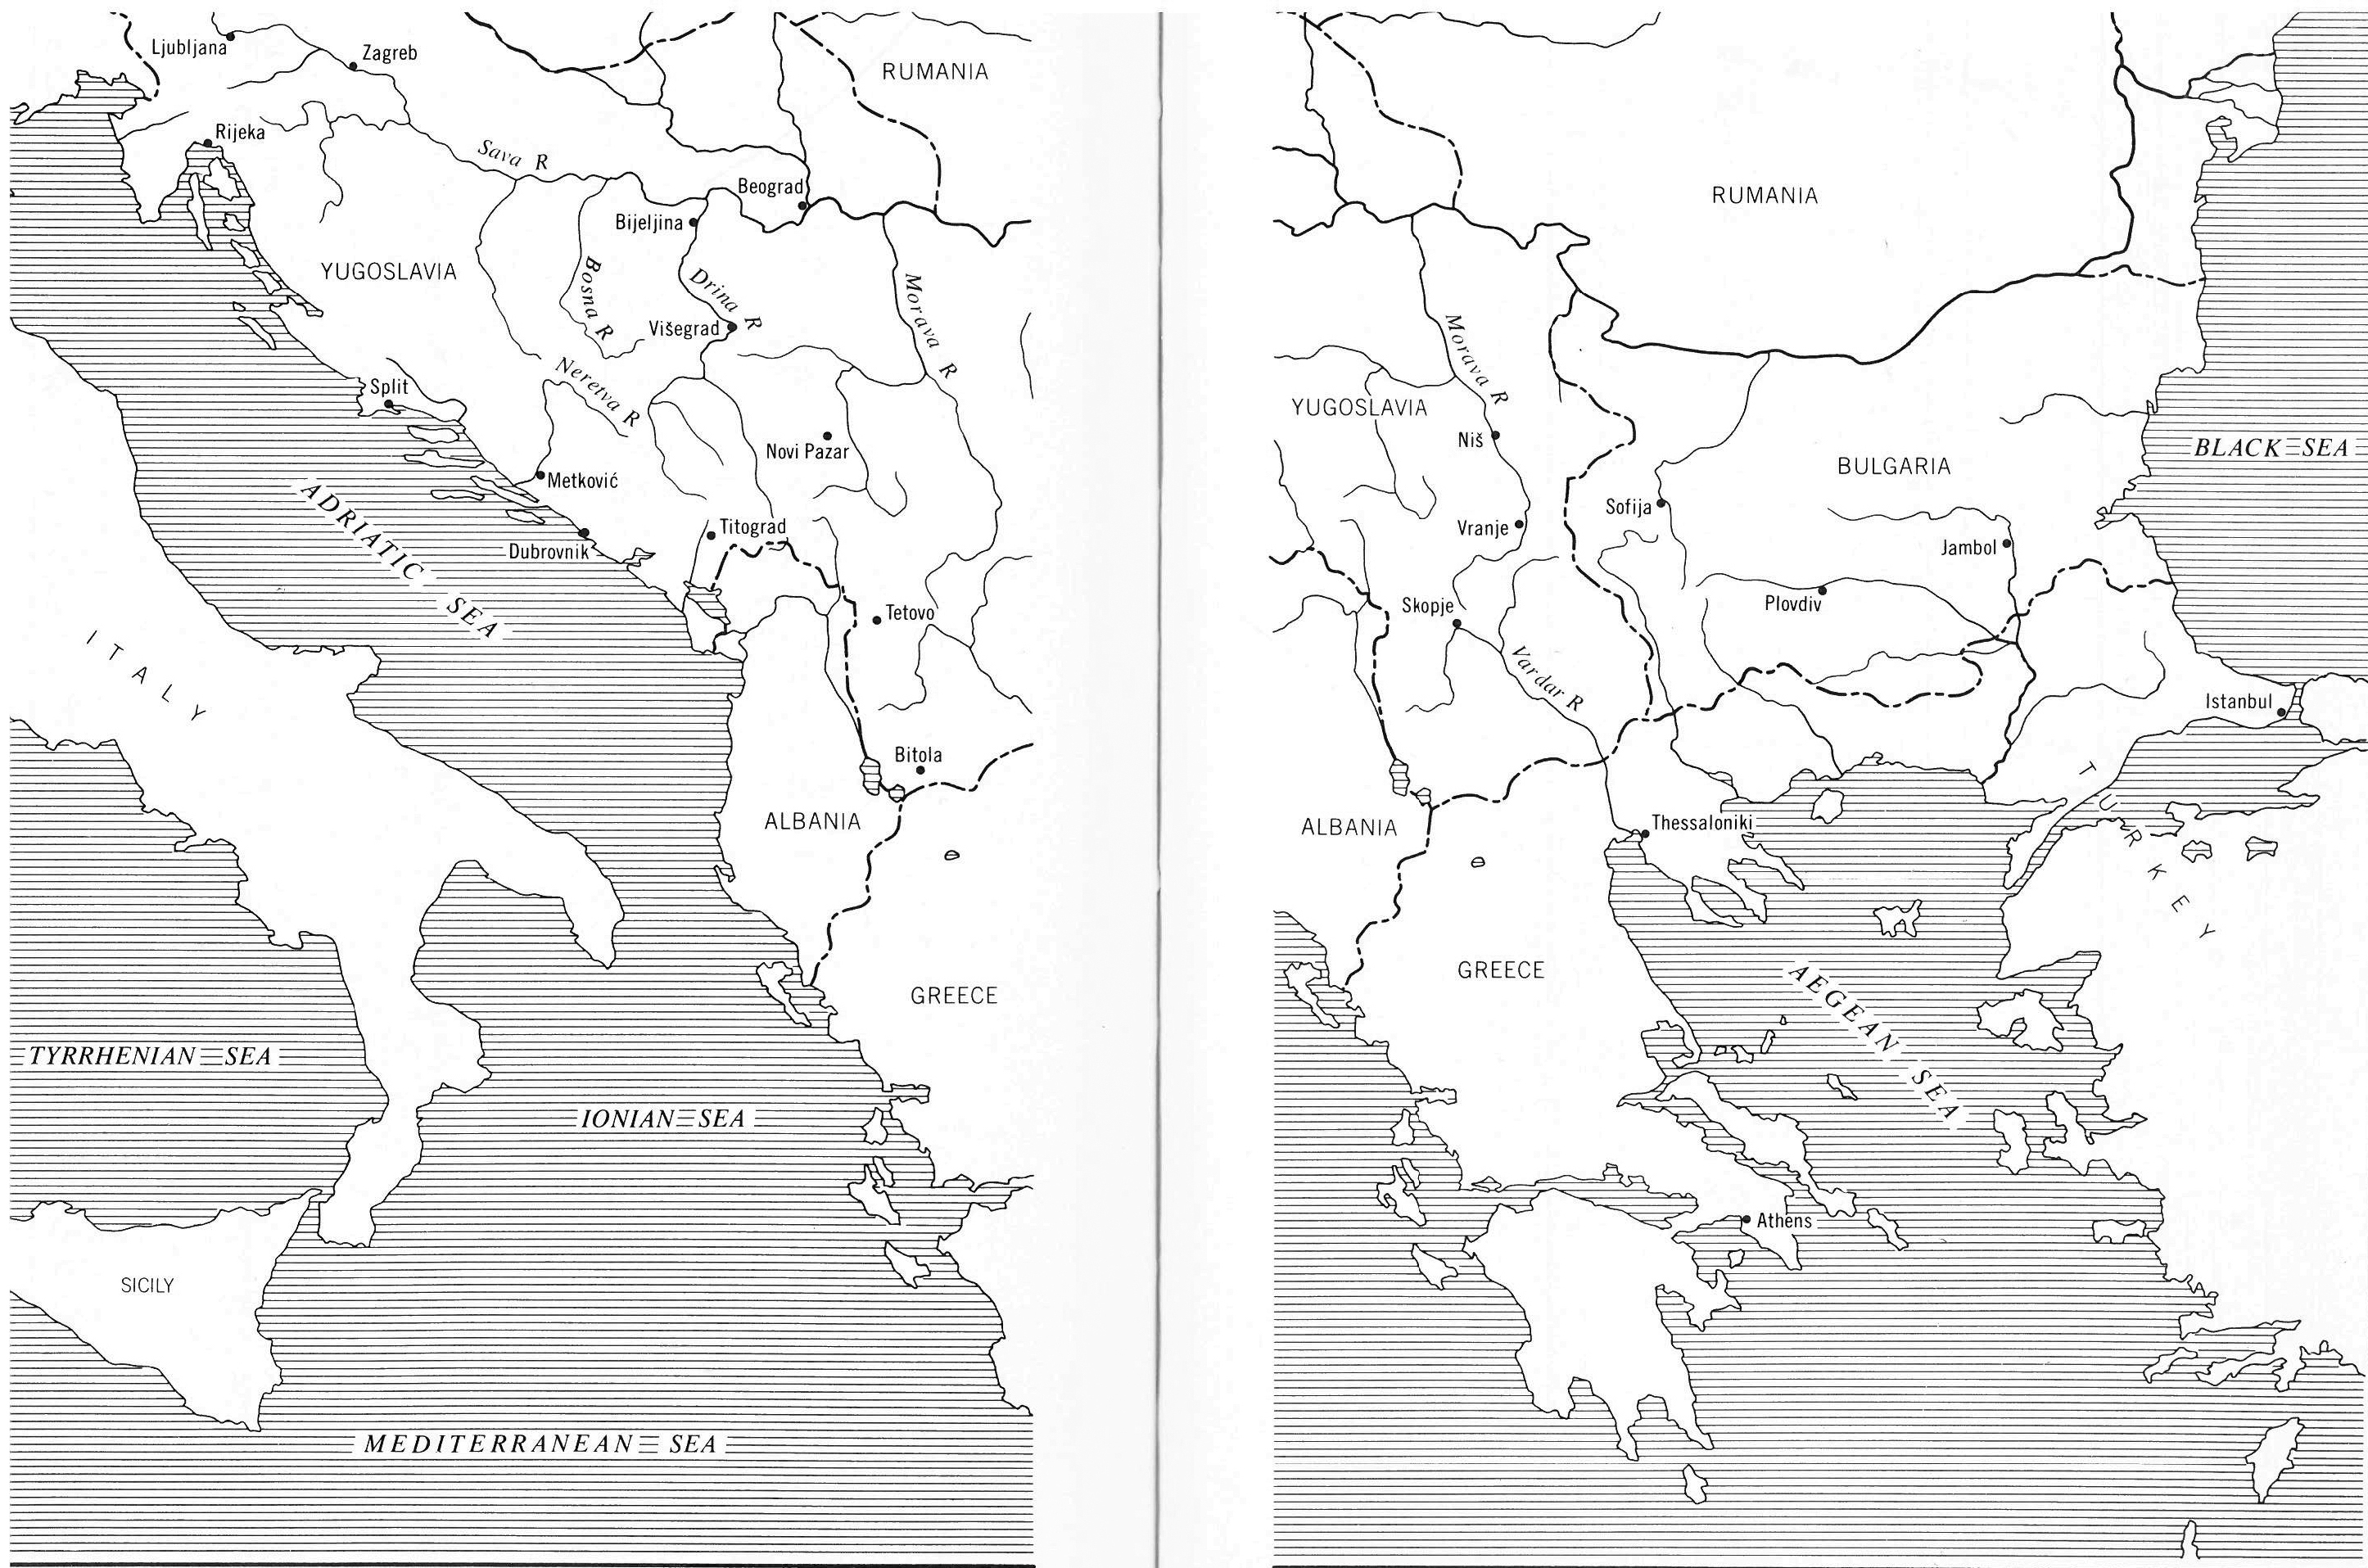 Ljubljana
Zagreb
RUMANIA
Rijeka
Sava R
Beograd
Bijeljina
YUGOSLAVIA
Bosna R
Drina R
Morava R
Višegrad
Neretva R
Split
Novi Pazar
Metković
ADRIATIC SEA
Titograd
Dubrovnik
Tetovo
ITALY
Bitola
ALBANIA
GREECE
TYRRHENIAN SEA
IONIAN SEA
SICILY
MEDITERRANEAN SEA
RUMANIA
Morava R
YUGOSLAVIA
Niš
BLACK SEA
BULGARIA
Sofija
Vranje
Jambol
Skopje
Plovdiv
Vardar R
Istanbul
TURKEY
ALBANIA
Thessaloniki
GREECE
AEGEAN SEA
Athens